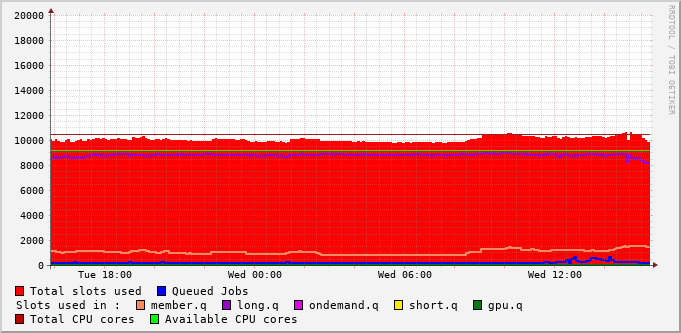 20000
18000
16000
14000
12000
10000
8000
6000
4000
2000
0
Tue 18:00 Wed 00:00 Wed 06:00 Wed 12:00
Total slots used Queued Jobs
Slots used in : member.q long.q ondemand.q short.q gpu.q
Total CPU cores Available CPU cores
RRDTOOL / TOBI OETIKER